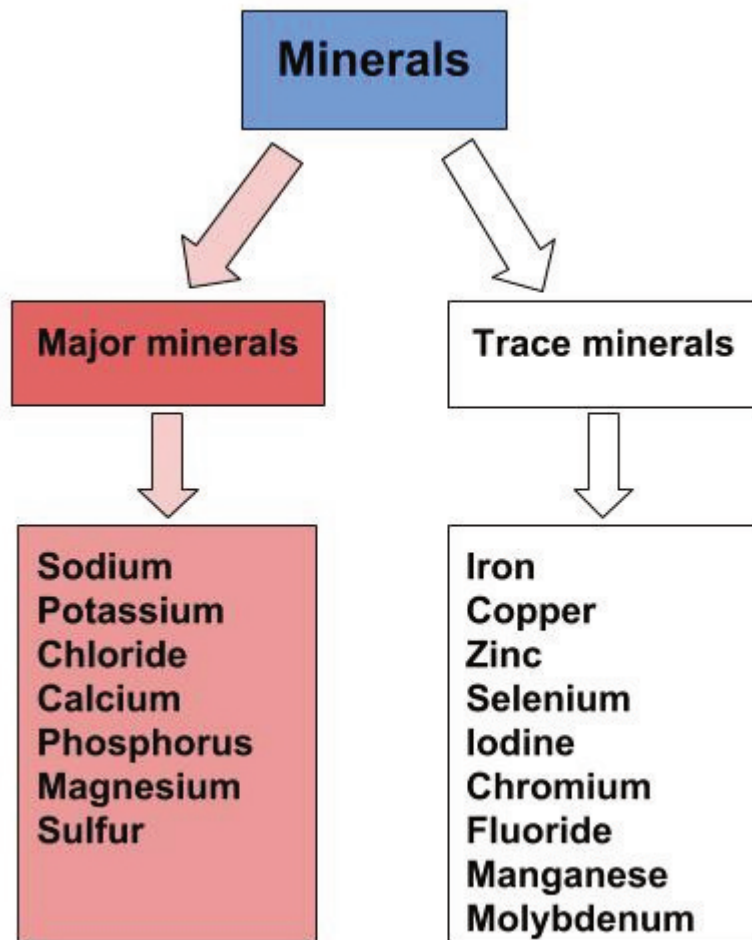 Minerals
Major minerals
Trace minerals
Sodium
Potassium
Chloride
Calcium
Phosphorus
Magnesium
Sulfur
Iron
Copper
Zinc
Selenium
Iodine
Chromium
Fluoride
Manganese
Molybdenum